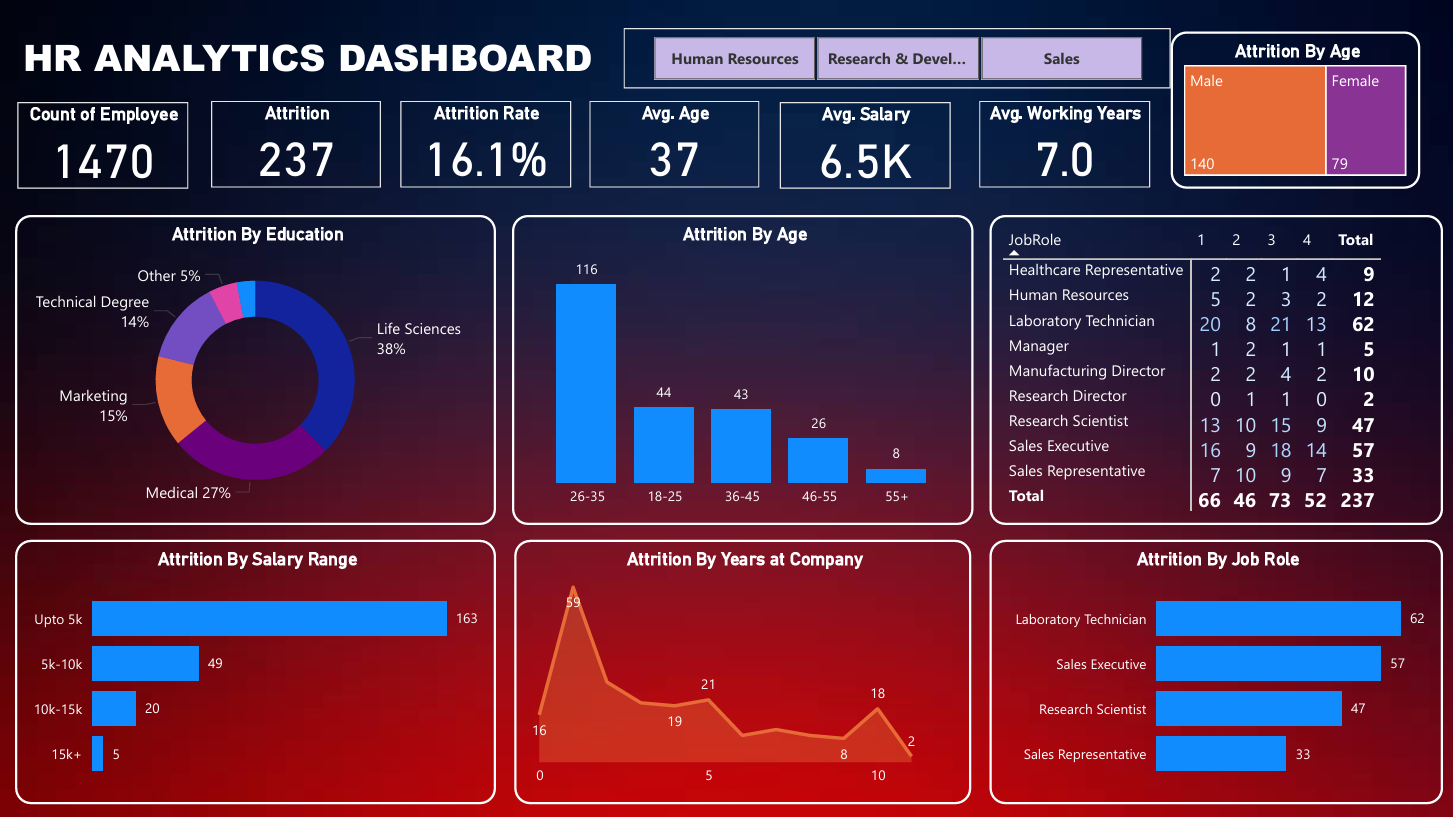 HR ANALYTICS DASHBOARD
Human Resources
Research & Devel...
Sales
Attrition By Age
Male
Female
140
79
Count of Employee
1470
Attrition
237
Attrition Rate
16.1%
Avg. Age
37
Avg. Salary
6.5K
Avg. Working Years
7.0
Attrition By Education
Other 5%
Technical Degree
14%
Life Sciences
38%
Marketing
15%
Medical 27%
Attrition By Age
116
44
43
26
8
26-35
18-25
36-45
46-55
55+
JobRole 1 2 3 4 Total
Healthcare Representative 2 2 1 4 9
Human Resources 5 2 3 2 12
Laboratory Technician 20 8 21 13 62
Manager 1 2 1 1 5
Manufacturing Director 2 2 4 2 10
Research Director 0 1 1 0 2
Research Scientist 13 10 15 9 47
Sales Executive 16 9 18 14 57
Sales Representative 7 10 9 7 33
Total 66 46 73 52 237
Attrition By Salary Range
Upto 5k 163
5k-10k 49
10k-15k 20
15k+ 5
Attrition By Years at Company
59
21
18
19
16
2
8
0 5 10
Attrition By Job Role
Laboratory Technician 62
Sales Executive 57
Research Scientist 47
Sales Representative 33